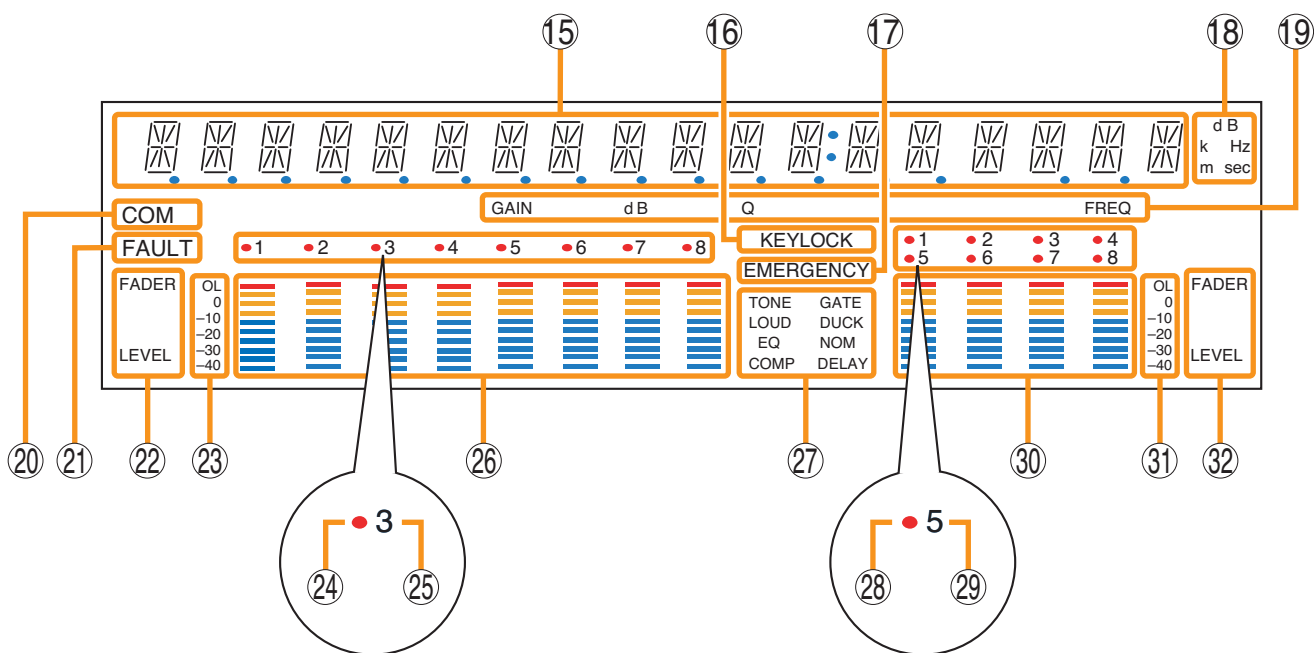 15 16 17 18 19
d B
k Hz
m sec
GAIN d B Q FREQ
20 COM
21 FAULT
1 2 3 4 5 6 7 8
KEYLOCK
EMERGENCY
1 2 3 4
5 6 7 8
FADER
LEVEL
OL
0
–10
–20
–30
–40
TONE GATE
LOUD DUCK
EQ NOM
COMP DELAY
OL
0
–10
–20
–30
–40
FADER
LEVEL
22 23 26 27 30 31 32
3
24 25
5
28 29